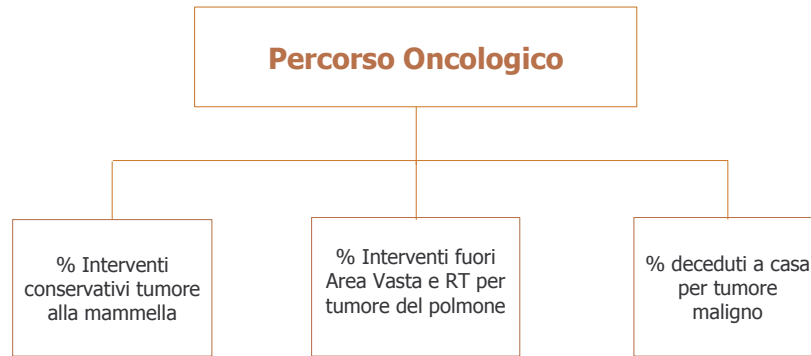 Percorso Oncologico
% Interventi
conservativi tumore
alla mammella
% Interventi fuori
Area Vasta e RT per
tumore del polmone
% deceduti a casa
per tumore
maligno